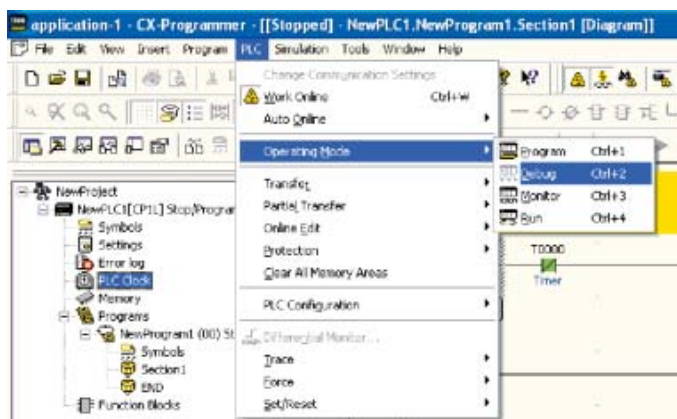 application-1 - CX-Programmer - [[Stopped] - NewPLC1.NewProgram1.Section1 [Diagram]]
File Edit View Insert Program PLC Simulation Tools Window Help
Change Communication Settings
Work Online Ctrl+W
Auto Online
Operating Mode
Program Ctrl+1
Debug Ctrl+2
Monitor Ctrl+3
Run Ctrl+4
Transfer
Partial Transfer
Online Edit
Protection
Clear All Memory Areas
PLC Configuration
Differential Monitor...
Trace
Force
Set/Reset
NewProject
NewPLC1[CP1L] Stop/Program
Symbols
Settings
Error log
PLC Clock
Memory
Programs
NewProgram1 (00) St
Symbols
Section1
END
Function Blocks
T0000
Timer